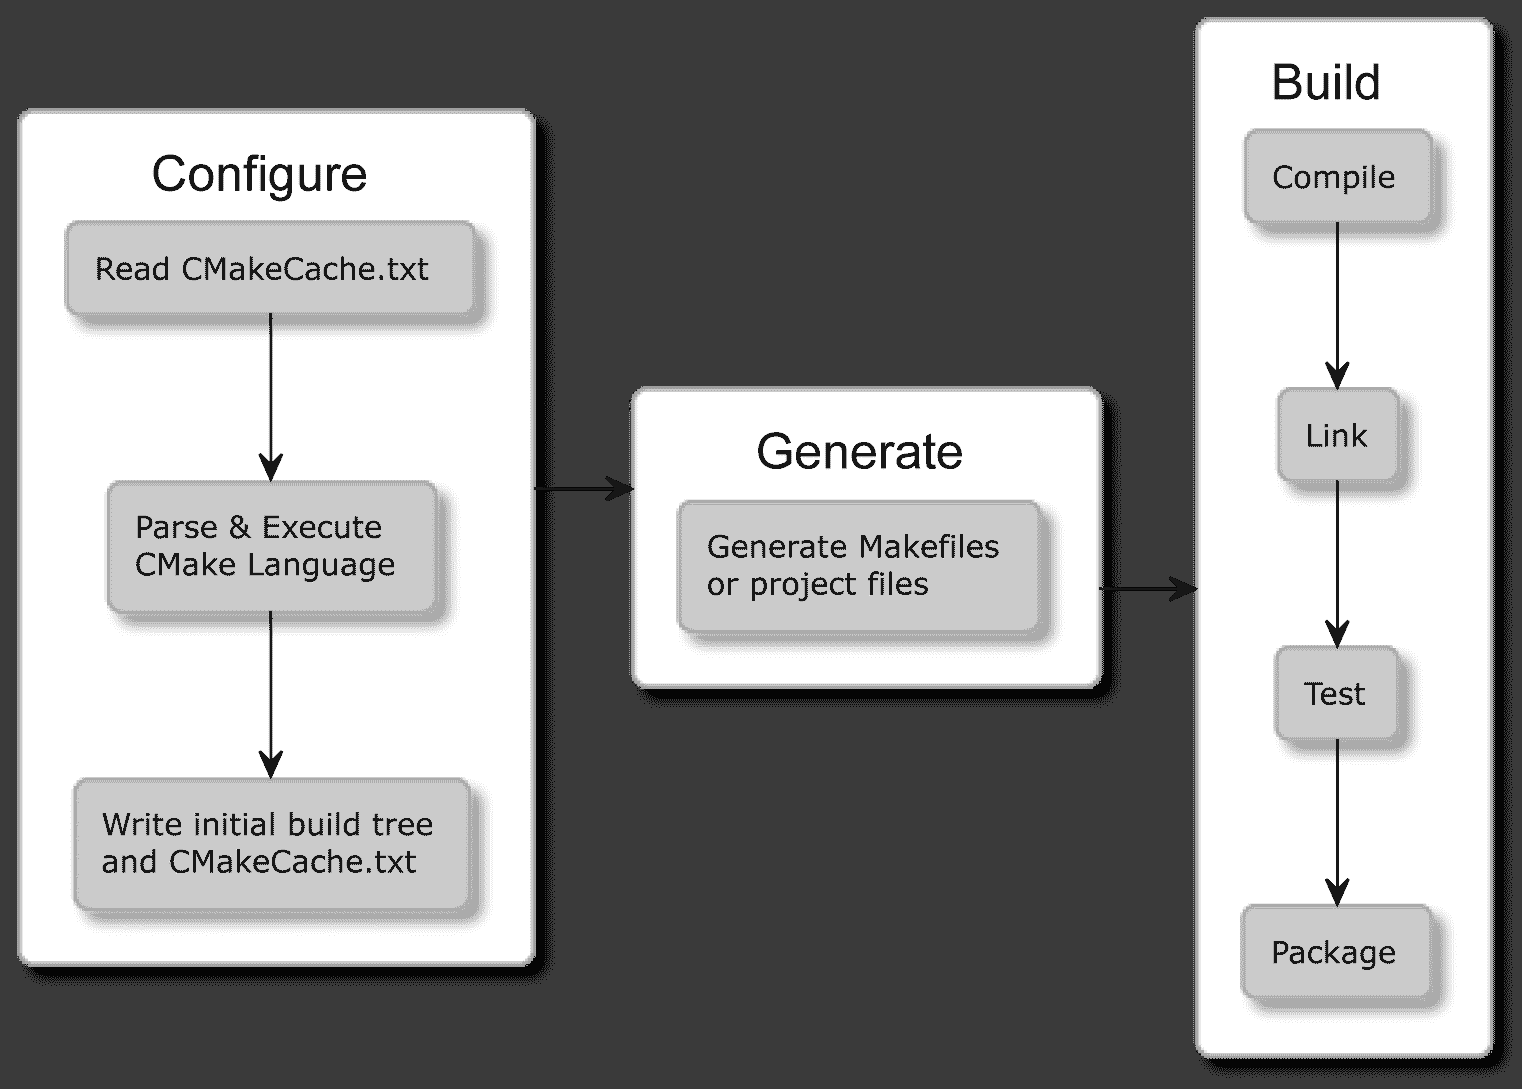 Configure
Read CMakeCache.txt
Parse & Execute
CMake Language
Write initial build tree
and CMakeCache.txt
Generate
Generate Makefiles
or project files
Build
Compile
Link
Test
Package